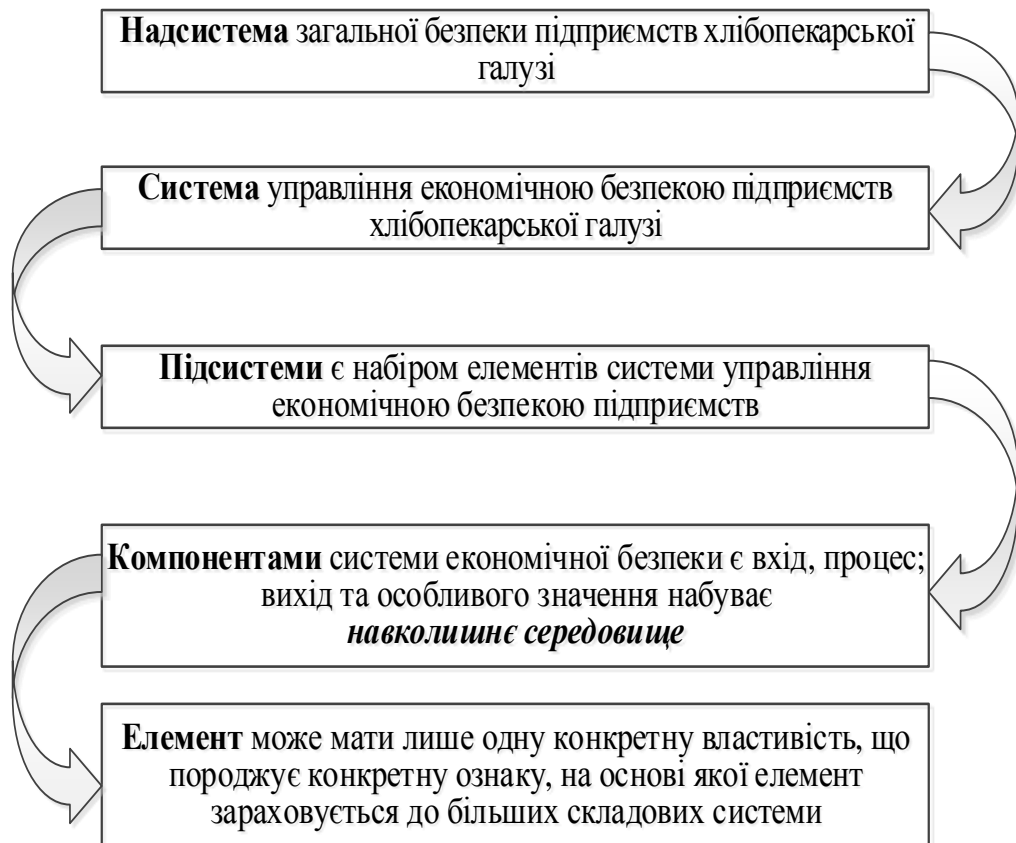 Надсистема загальної безпеки підприємств хлібопекарської
галузі
Система управління економічною безпекою підприємств
хлібопекарської галузі
Підсистеми є набіром елементів системи управління
економічною безпекою підприємств
Компонентами системи економічної безпеки є вхід, процес;
вихід та особливого значення набуває
навколишнє середовище
Елемент може мати лише одну конкретну властивість, що
породжує конкретну ознаку, на основі якої елемент
зараховується до більших складових системи